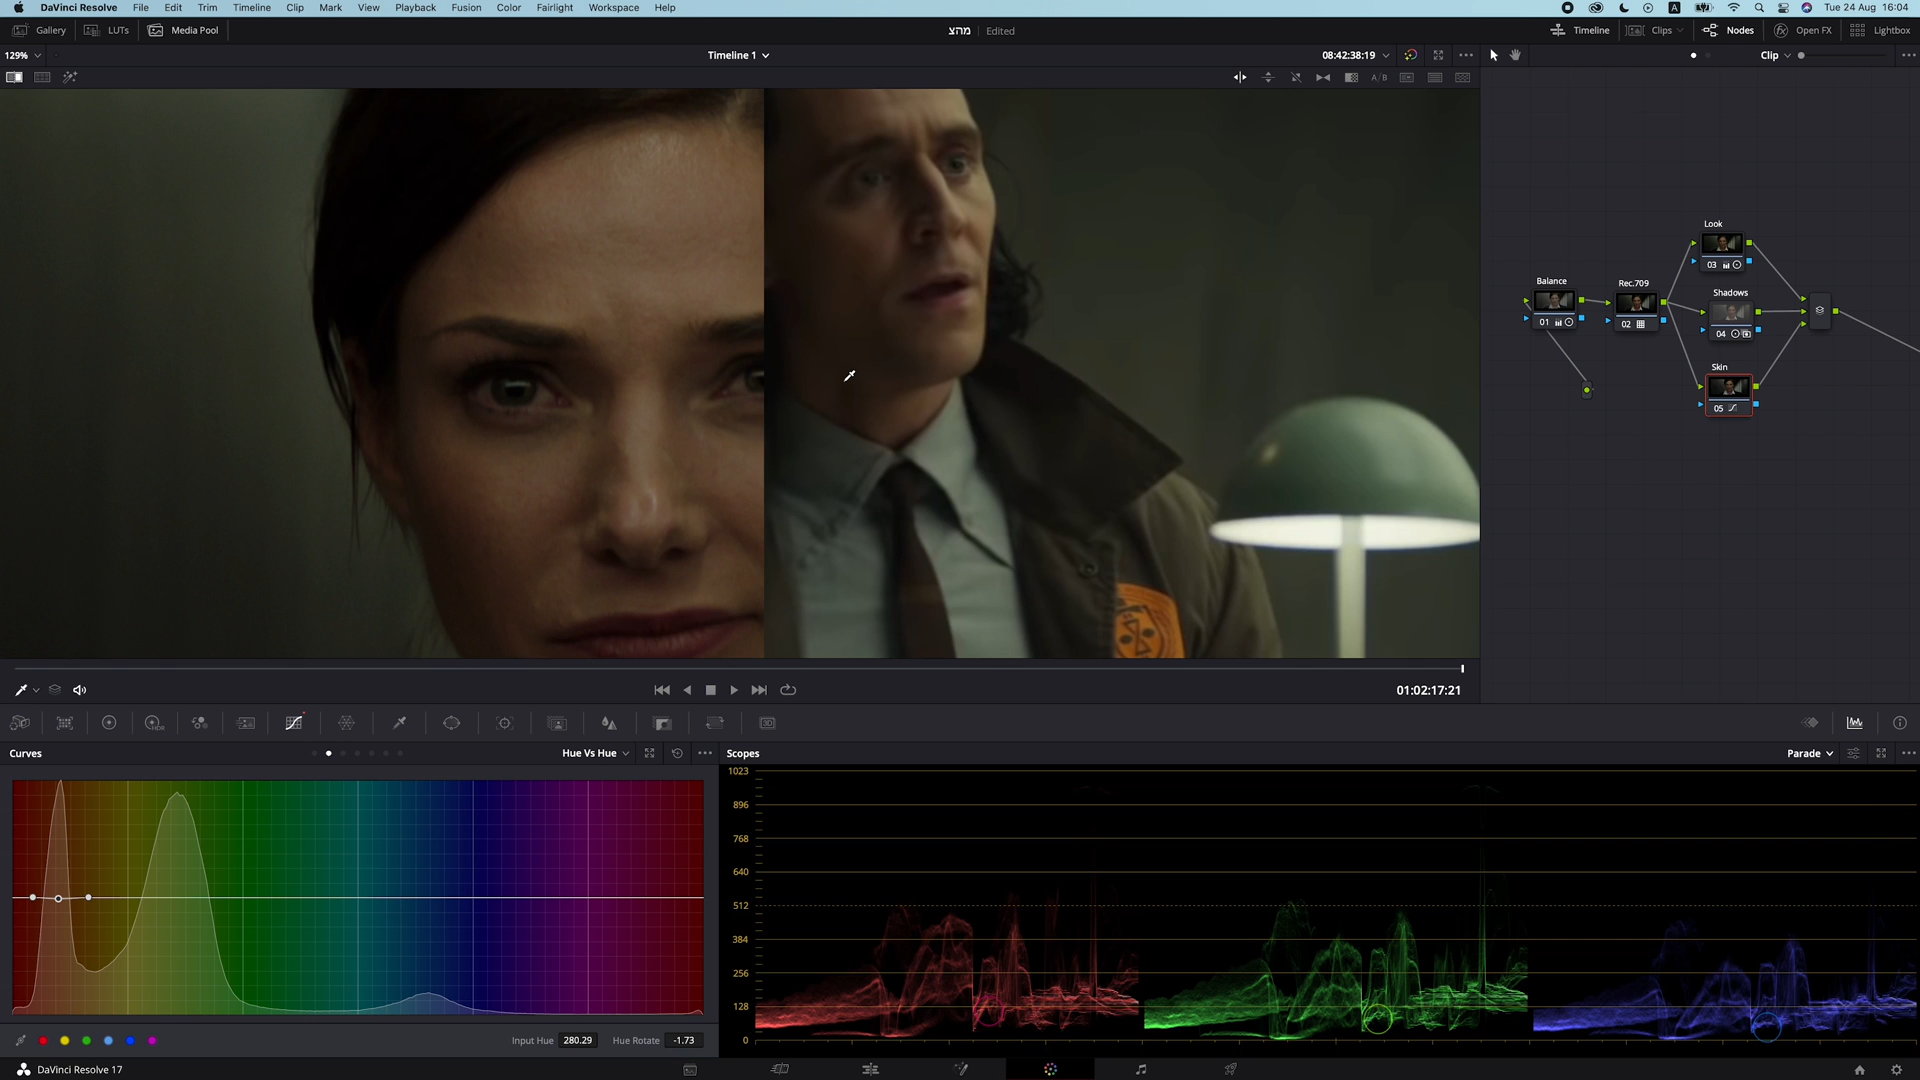 DaVinci Resolve File Edit Trim Timeline Clip Mark View Playback Fusion Color Fairlight Workspace Help A Tue 24 Aug 16:04
Gallery LUTs Media Pool מהצ Edited Timeline Clips Nodes Open FX Lightbox
129% Timeline 1 08:42:38:19 Clip
A/B
Look
03
Balance
01
Rec.709
02
Shadows
04
Skin
05
01:02:17:21
HDR
3D
Curves Hue Vs Hue Scopes Parade
1023
896
768
640
512
384
256
128
0
Input Hue 280.29 Hue Rotate -1.73
DaVinci Resolve 17